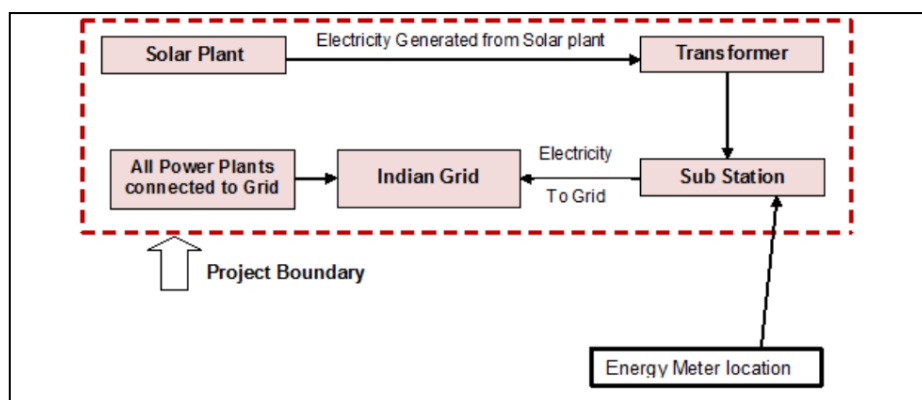 Electricity Generated from Solar plant
Solar Plant
Transformer
All Power Plants
connected to Grid
Indian Grid
Electricity
To Grid
Sub Station
Project Boundary
Energy Meter location